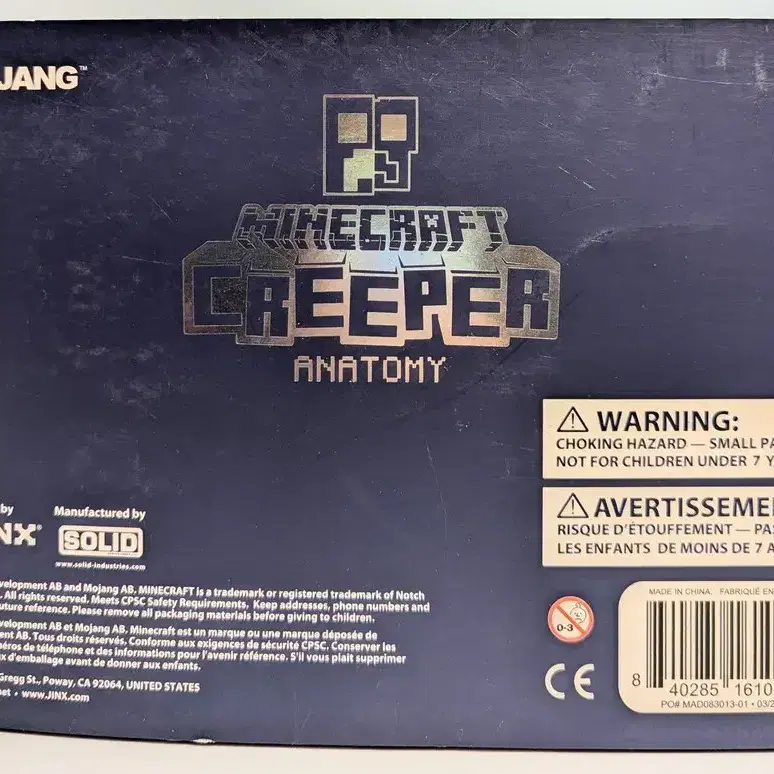 JANG™
MINECRAFT
CREEPER
ANATOMY
WARNING:
CHOKING HAZARD — SMALL PA
NOT FOR CHILDREN UNDER 7 Y
AVERTISSEME
RISQUE D'ÉTOUFFEMENT — PA
LES ENFANTS DE MOINS DE 7 A
by
NX®
Manufactured by
SOLID
www.solid-industries.com
velopment AB and Mojang AB. MINECRAFT is a trademark or registered trademark of Notch
. All rights reserved. Meets CPSC Safety Requirements. Keep addresses, phone numbers and
uture reference. Please remove all packaging materials before giving to children.
velopment AB et Mojang AB. Minecraft est un marque ou une marque déposée de
ent AB. Tous droits réservés. Conforme aux exigences de sécurité CPSC. Conserver les
éros de téléphone et des informations pour l'avenir référence. S'il vous plaît supprimer
x d'emballage avant de donner aux enfants.
Gregg St., Poway, CA 92064, UNITED STATES
net • www.JINX.com
0-3
CE
MADE IN CHINA. FABRIQUÉ EN
8 40285 1610
PO# MAD083013-01 • 03/2